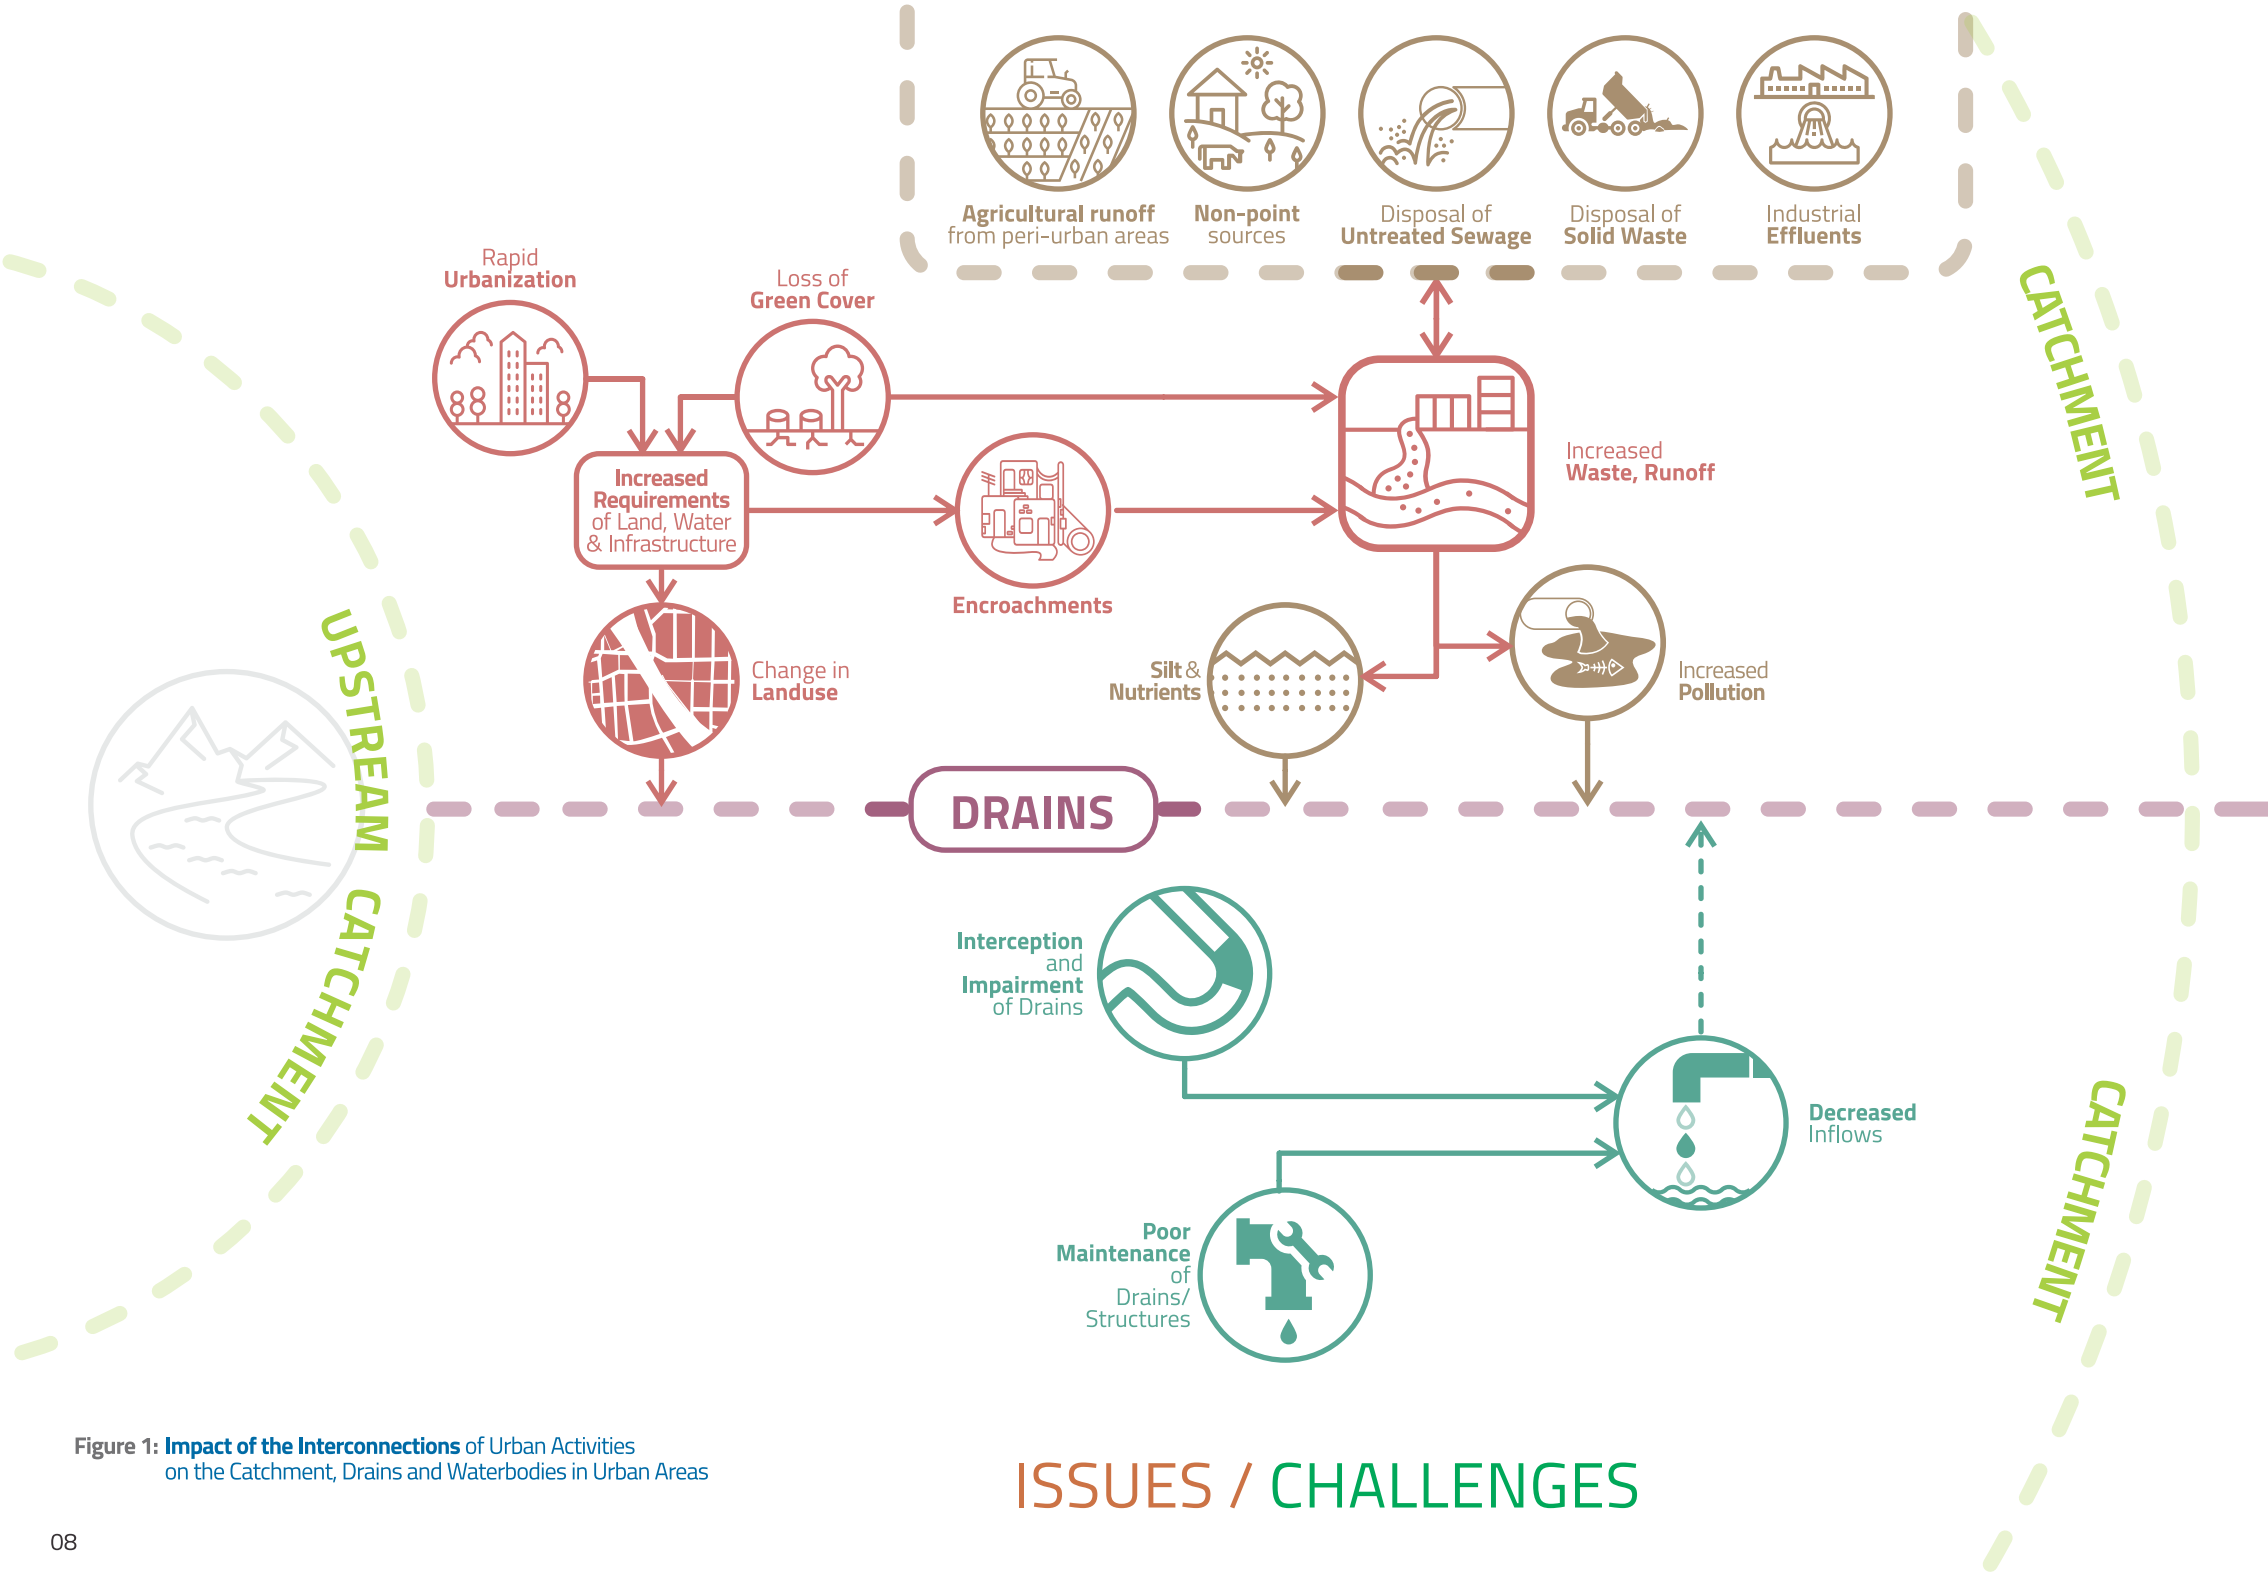 Agricultural runoff
from peri-urban areas
Non-point
sources
Disposal of
Untreated Sewage
Disposal of
Solid Waste
Industrial
Effluents
Rapid
Urbanization
Loss of
Green Cover
CATCHMENT
Increased
Requirements
of Land, Water
& Infrastructure
Encroachments
Increased
Waste, Runoff
Change in
Landuse
Silt &
Nutrients
Increased
Pollution
UPSTREAM CATCHMENT
DRAINS
Interception
and
Impairment
of Drains
Decreased
Inflows
CATCHMENT
Poor
Maintenance
of
Drains/
Structures
Figure 1: Impact of the Interconnections of Urban Activities
on the Catchment, Drains and Waterbodies in Urban Areas
ISSUES / CHALLENGES
08